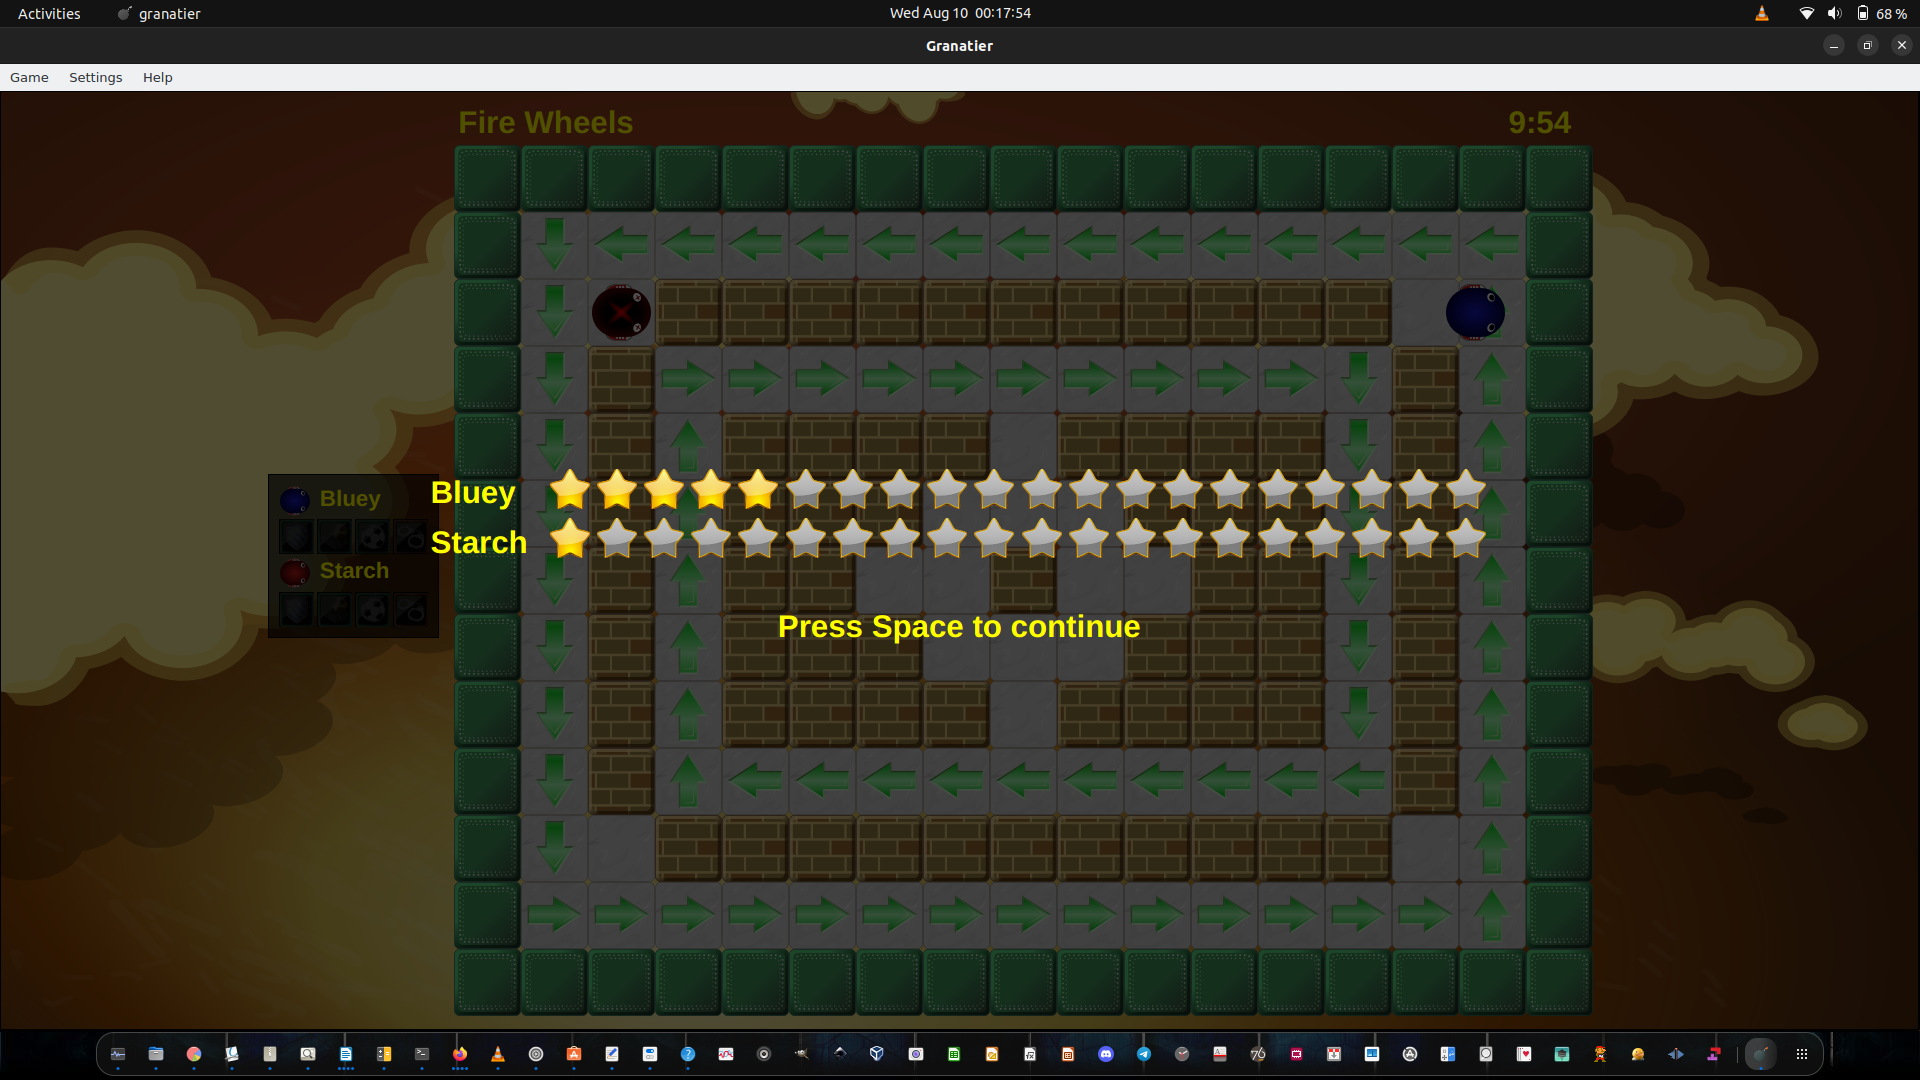 Activities granatier Wed Aug 10 00:17:54 68 %
Granatier
Game Settings Help
Fire Wheels 9:54
Bluey
Starch
Bluey
Starch
Press Space to continue
76